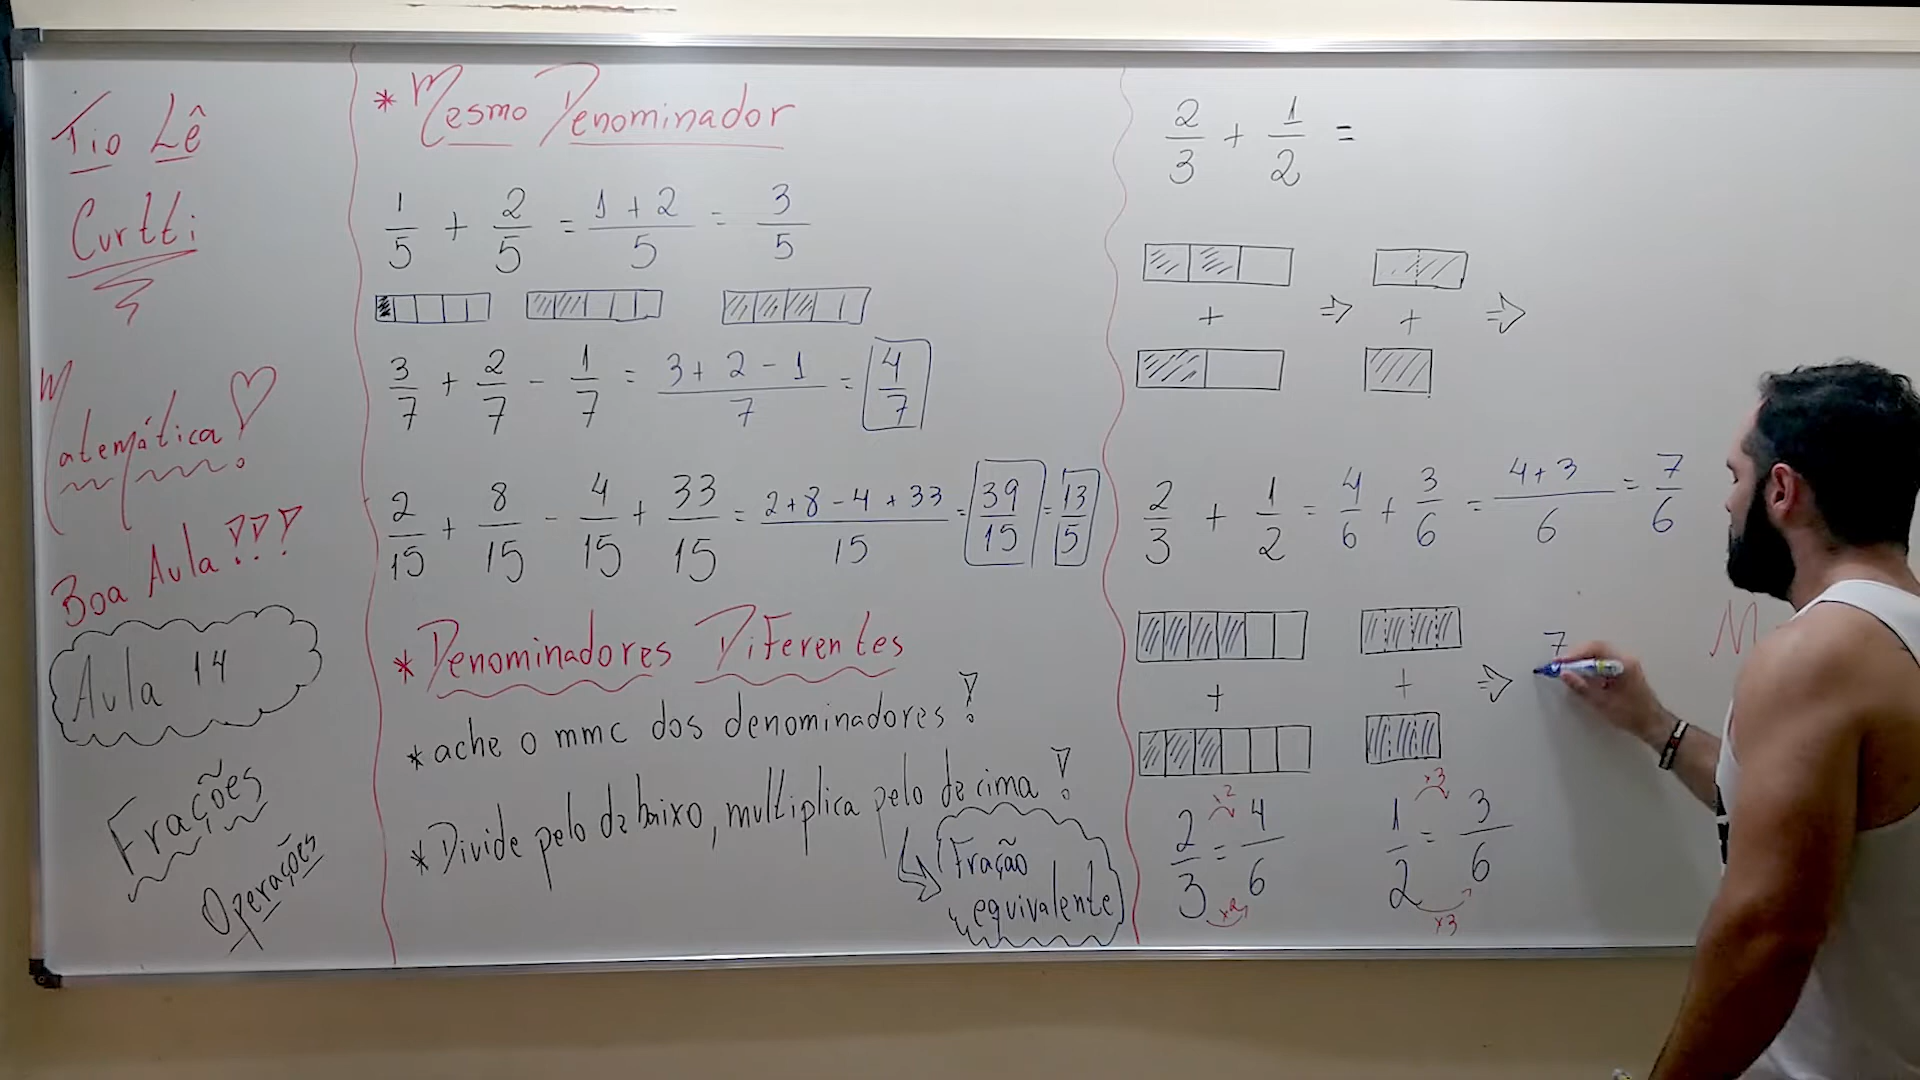 Tio Lê
Curtti
Matemática!
Boa Aula!!!
Aula 14
Frações
Operações
* Mesmo Denominador
1/5 + 2/5 = 1 + 2/5 = 3/5
3/7 + 2/7 - 1/7 = 3 + 2 - 1/7 = 4/7
2/15 + 8/15 - 4/15 + 33/15 = 2 + 8 - 4 + 33/15 = 39/15 = 13/5
* Denominadores Diferentes
* ache o mmc dos denominadores!
* Divide pelo de baixo, multiplica pelo de cima!
Fração
equivalente
2/3 + 1/2 =
+ ⇒ + ⇒
2/3 + 1/2 = 4/6 + 3/6 = 4 + 3/6 = 7/6
+ + ⇒ 7
x2 x3
2/3 = 4/6 1/2 = 3/6
x2 x3